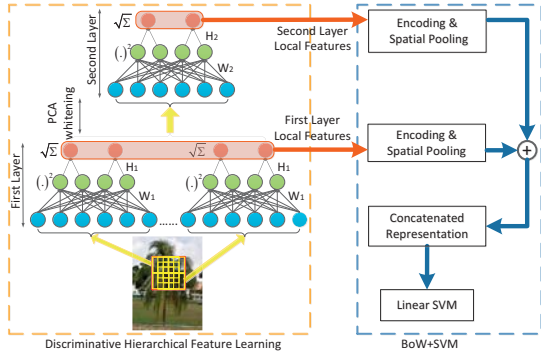 Second Layer
√Σ
(.)²
H₂
W₂
PCA
whitening
First Layer
√Σ
√Σ
(.)²
H₁
W₁
......
(.)²
H₁
W₁
Second Layer
Local Features
First Layer
Local Features
Discriminative Hierarchical Feature Learning
Encoding &
Spatial Pooling
Encoding &
Spatial Pooling
+
Concatenated
Representation
Linear SVM
BoW+SVM